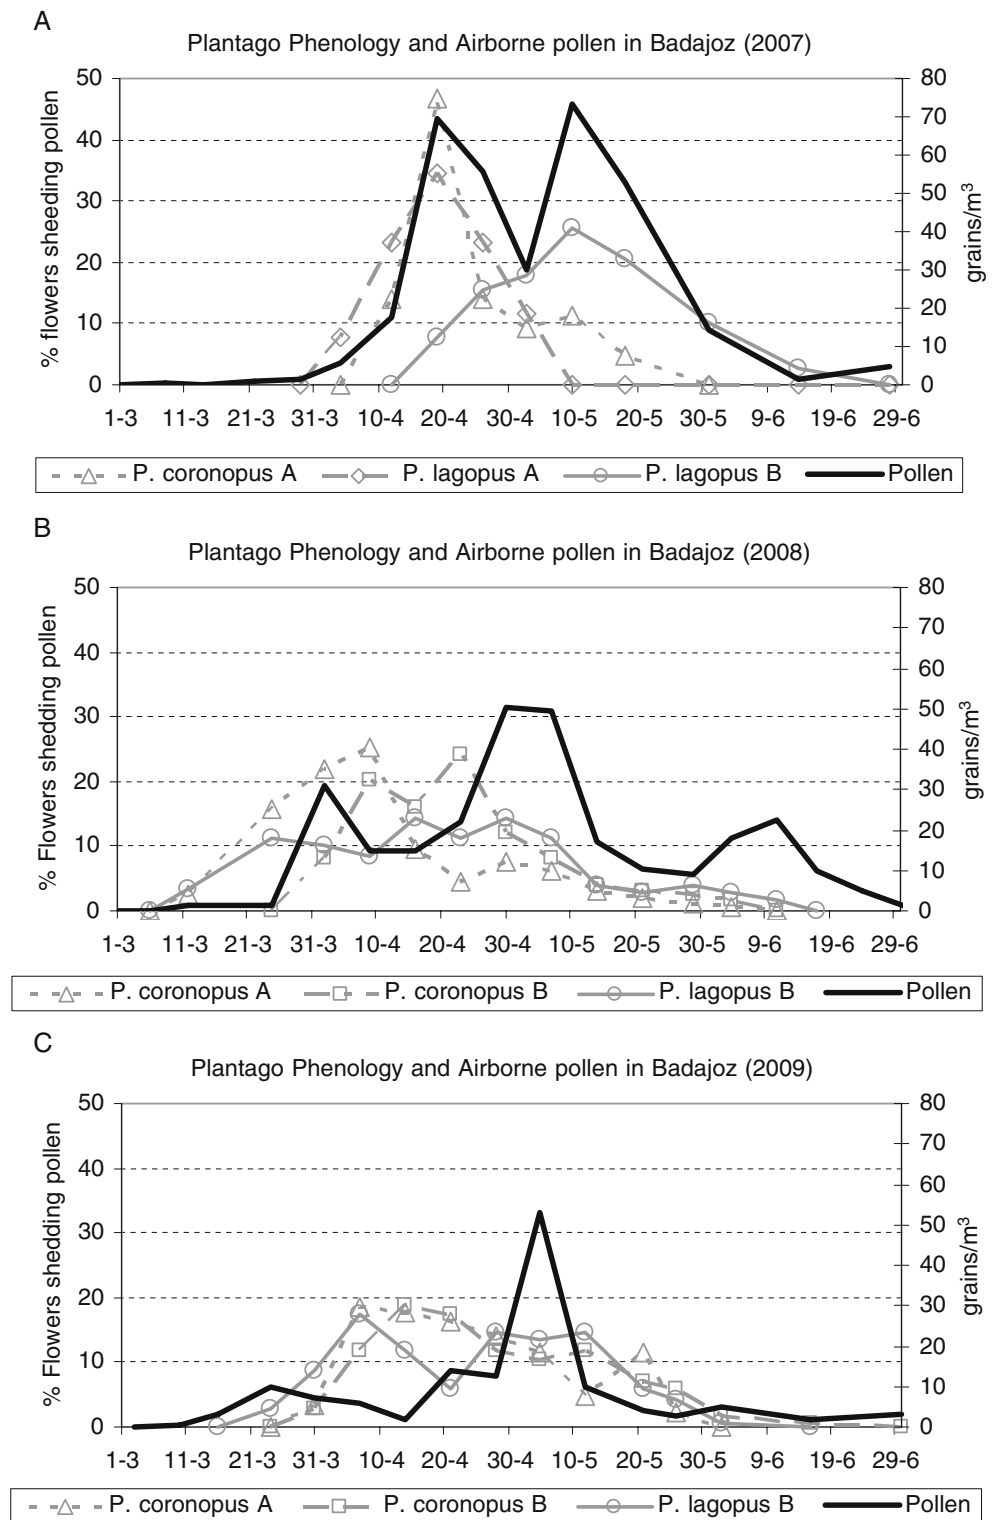 A
Plantago Phenology and Airborne pollen in Badajoz (2007)
% flowers sheeding pollen
50
40
30
20
10
0
80
70
60
50
40
30
20
10
0
grains/m³
1-3 11-3 21-3 31-3 10-4 20-4 30-4 10-5 20-5 30-5 9-6 19-6 29-6
P. coronopus A P. lagopus A P. lagopus B Pollen
B
Plantago Phenology and Airborne pollen in Badajoz (2008)
% Flowers shedding pollen
50
40
30
20
10
0
80
70
60
50
40
30
20
10
0
grains/m³
1-3 11-3 21-3 31-3 10-4 20-4 30-4 10-5 20-5 30-5 9-6 19-6 29-6
P. coronopus A P. coronopus B P. lagopus B Pollen
C
Plantago Phenology and Airborne pollen in Badajoz (2009)
% Flowers shedding pollen
50
40
30
20
10
0
80
70
60
50
40
30
20
10
0
grains/m³
1-3 11-3 21-3 31-3 10-4 20-4 30-4 10-5 20-5 30-5 9-6 19-6 29-6
P. coronopus A P. coronopus B P. lagopus B Pollen